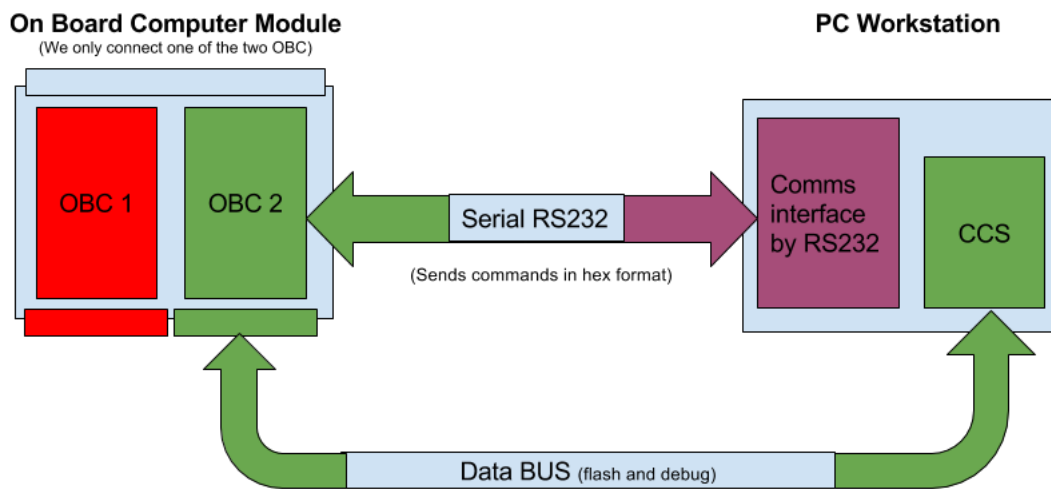 On Board Computer Module
(We only connect one of the two OBC)
PC Workstation
OBC 1
OBC 2
Serial RS232
(Sends commands in hex format)
Comms
interface
by RS232
CCS
Data BUS (flash and debug)